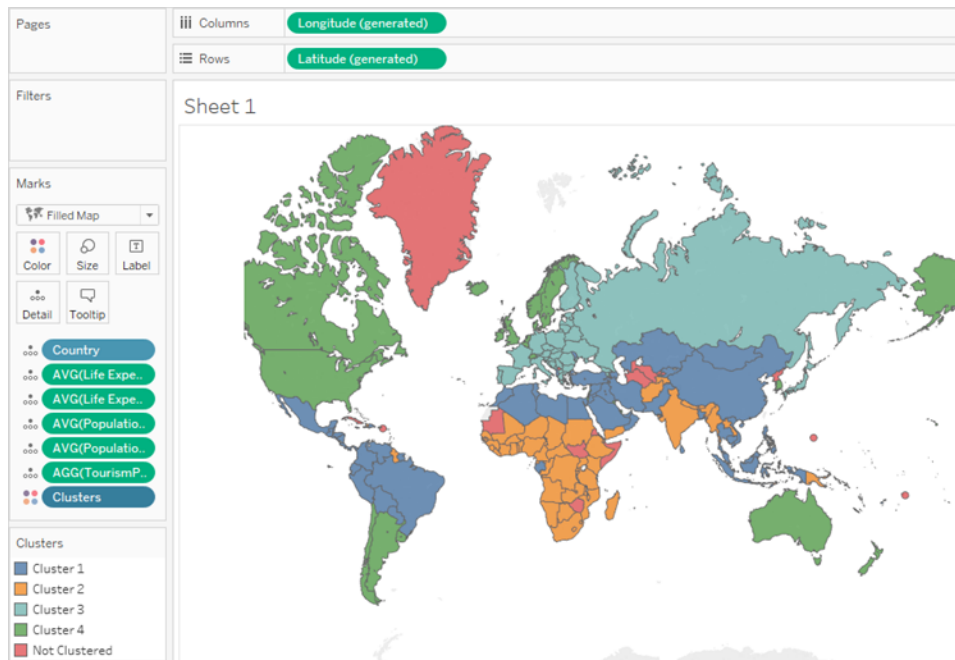 Pages
Columns
Longitude (generated)
Rows
Latitude (generated)
Filters
Sheet 1
Marks
Filled Map
Color
Size
T
Label
Detail
Tooltip
Country
AVG(Life Expe..
AVG(Life Expe..
AVG(Populatio..
AVG(Populatio..
AGG(TourismP..
Clusters
Clusters
Cluster 1
Cluster 2
Cluster 3
Cluster 4
Not Clustered